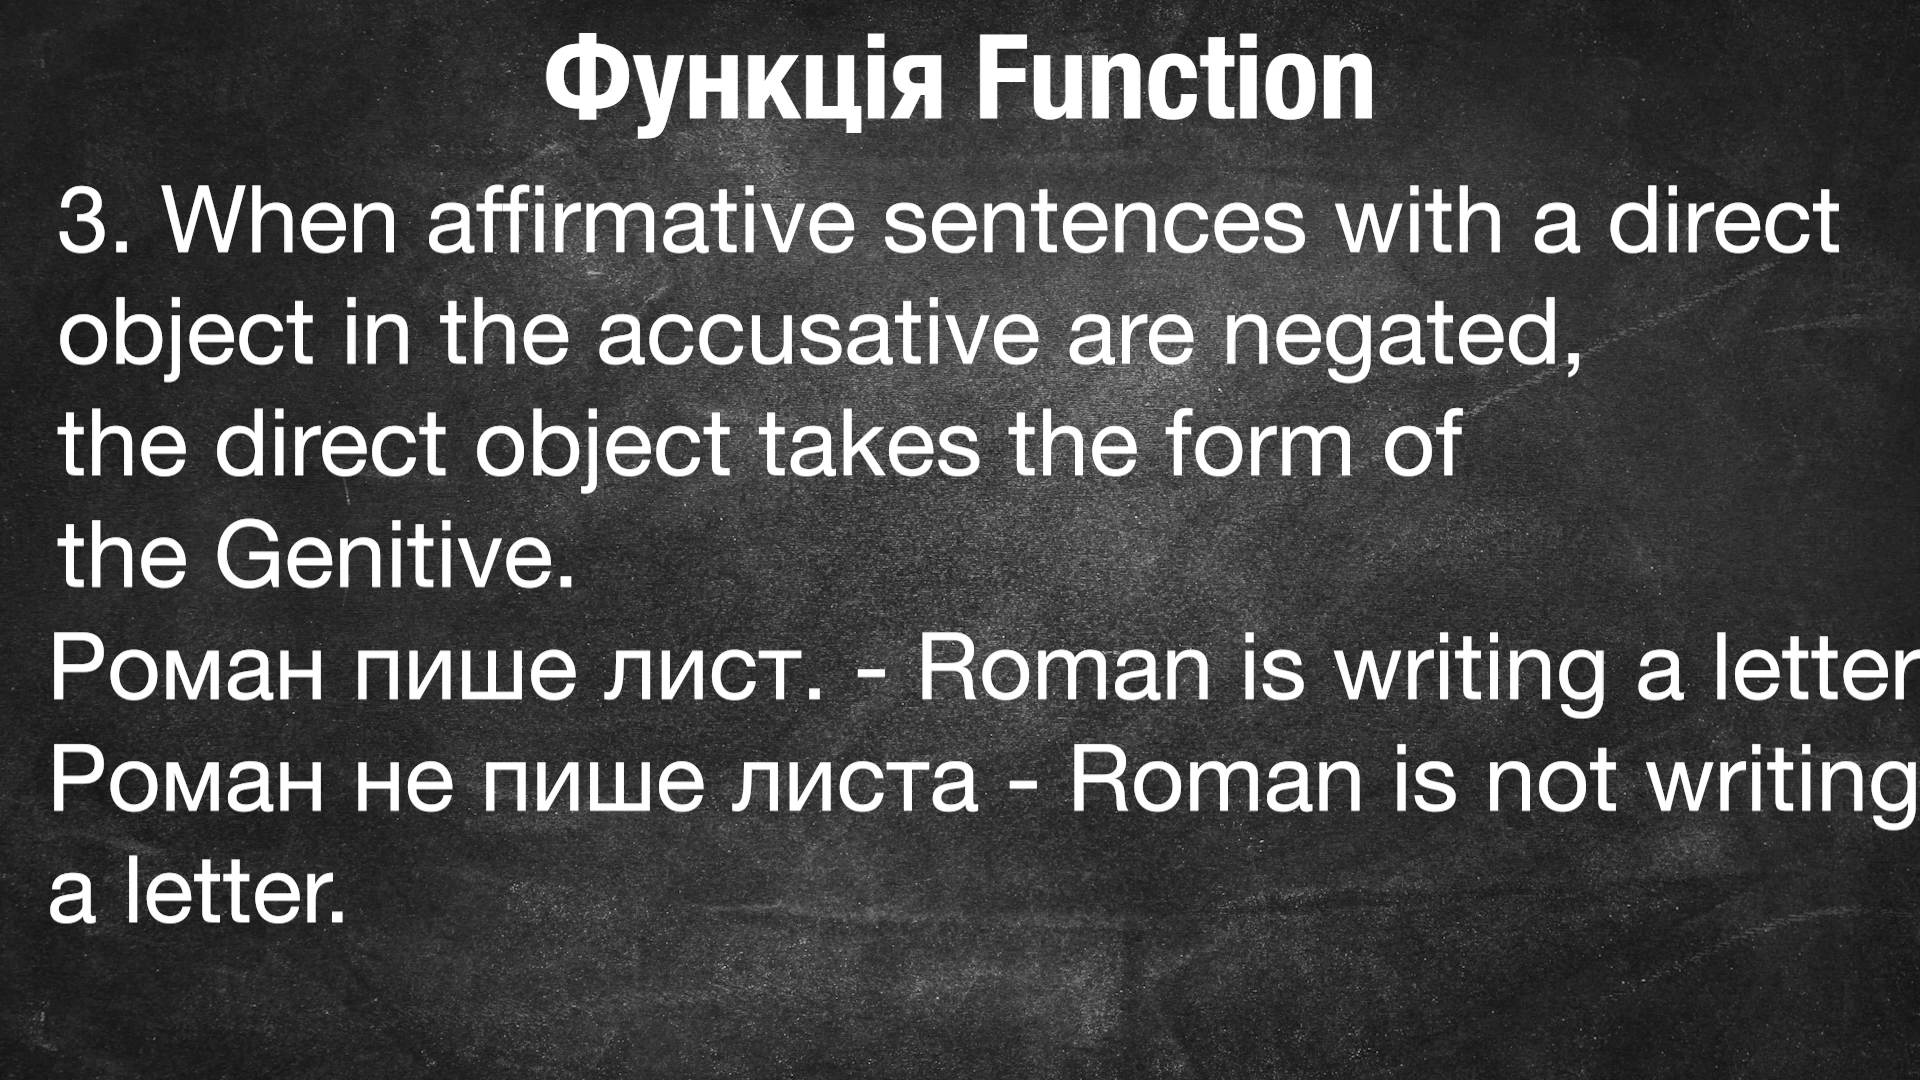 Функція Function
3. When affirmative sentences with a direct
object in the accusative are negated,
the direct object takes the form of
the Genitive.
Роман пише лист. - Roman is writing a letter
Роман не пише листа - Roman is not writing
a letter.